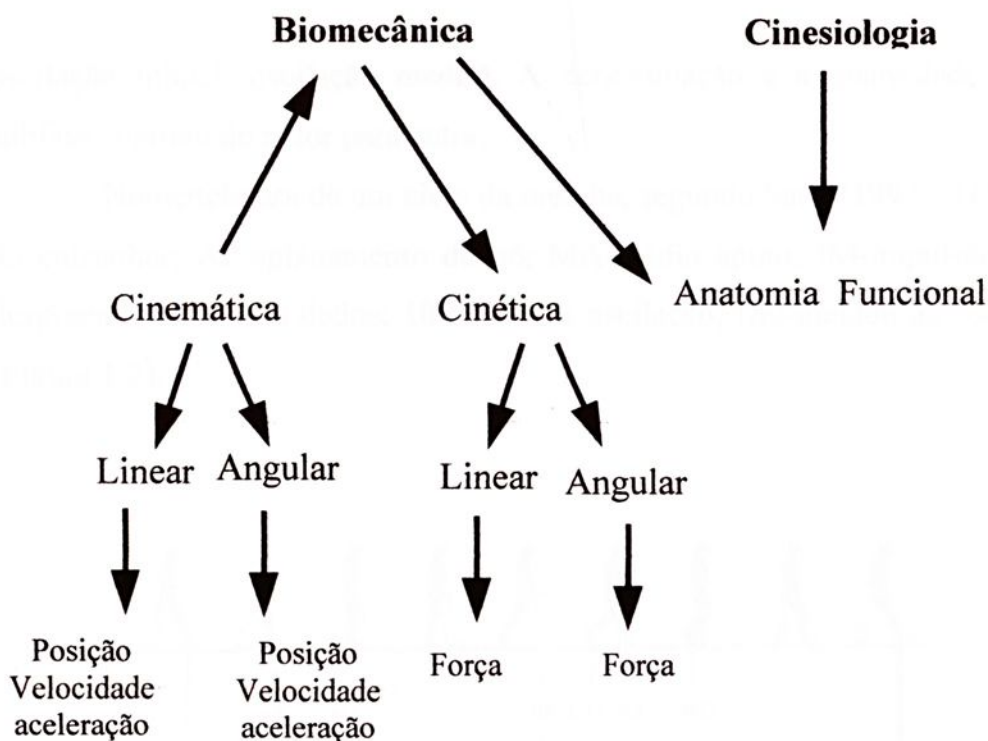 Biomecânica
Cinesiologia
Cinemática
Cinética
Anatomia Funcional
Linear
Angular
Linear
Angular
Posição
Velocidade
aceleração
Posição
Velocidade
aceleração
Força
Força